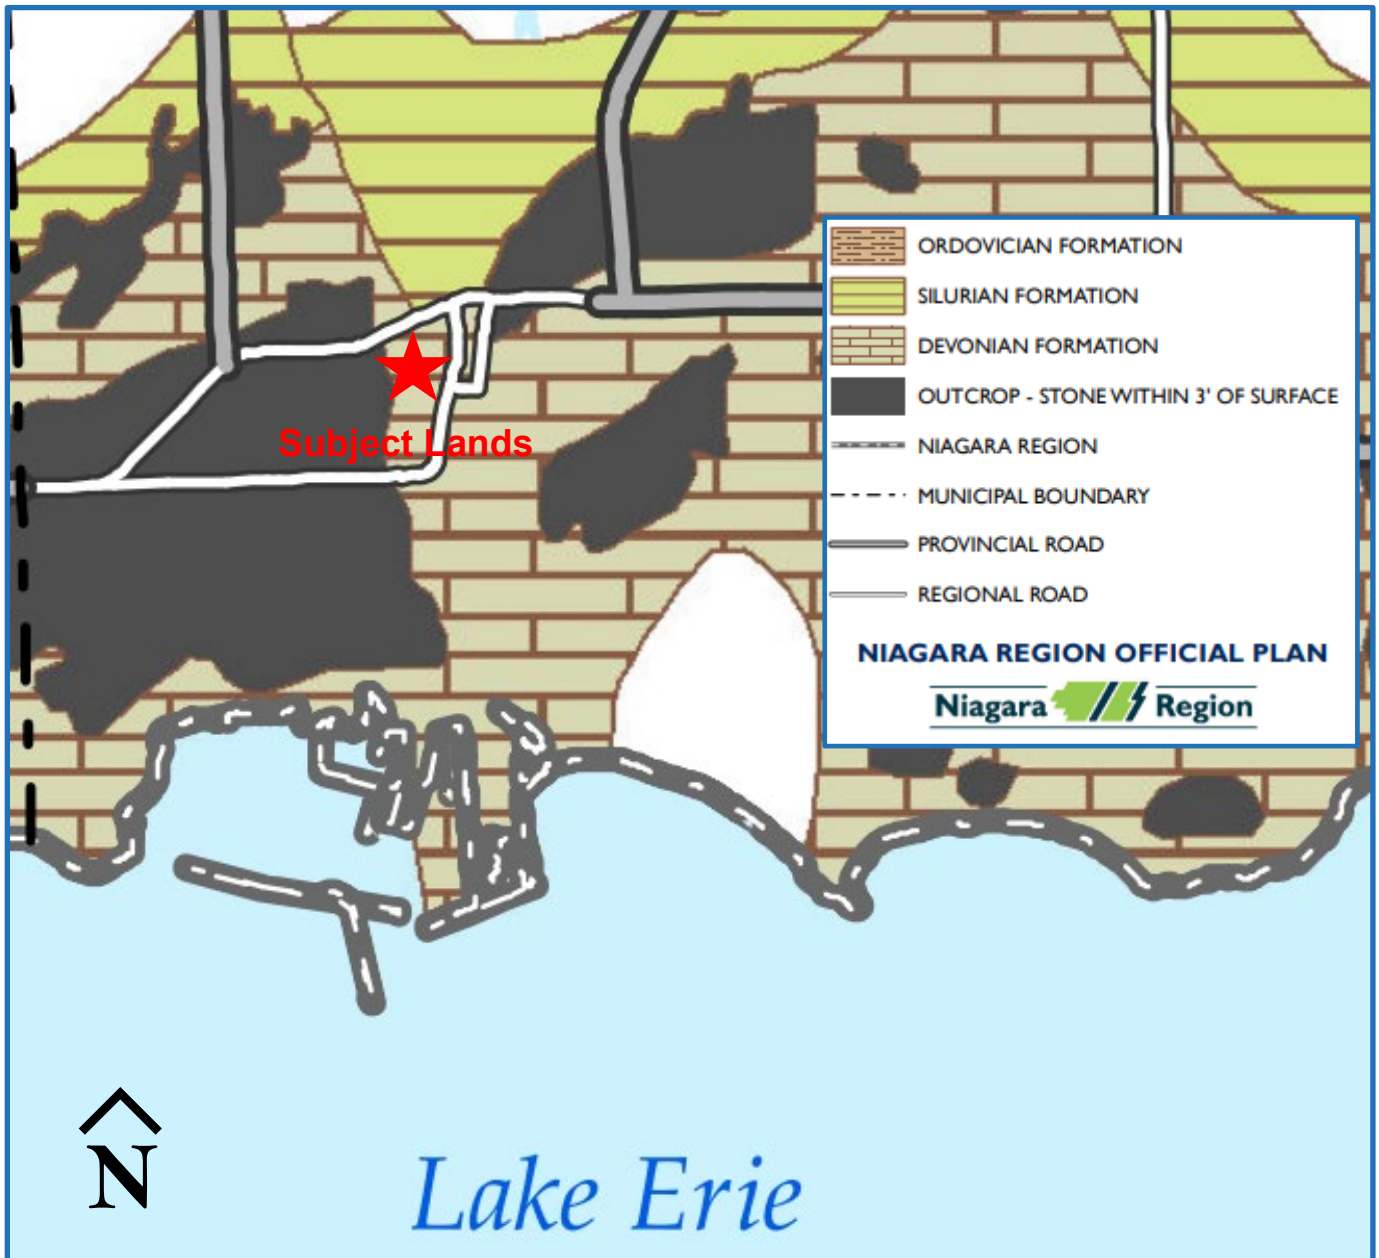 ORDOVICIAN FORMATION
SILURIAN FORMATION
DEVONIAN FORMATION
OUTCROP - STONE WITHIN 3' OF SURFACE
NIAGARA REGION
MUNICIPAL BOUNDARY
PROVINCIAL ROAD
REGIONAL ROAD
NIAGARA REGION OFFICIAL PLAN
Niagara Region
Subject Lands
N
Lake Erie